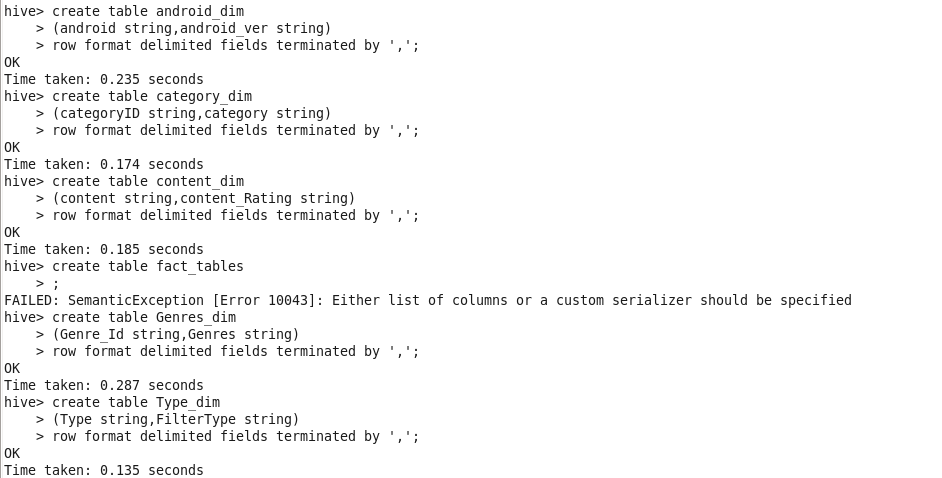 hive> create table android_dim
    > (android string,android_ver string)
    > row format delimited fields terminated by ',';
OK
Time taken: 0.235 seconds
hive> create table category_dim
    > (categoryID string,category string)
    > row format delimited fields terminated by ',';
OK
Time taken: 0.174 seconds
hive> create table content_dim
    > (content string,content_Rating string)
    > row format delimited fields terminated by ',';
OK
Time taken: 0.185 seconds
hive> create table fact_tables
    > ;
FAILED: SemanticException [Error 10043]: Either list of columns or a custom serializer should be specified
hive> create table Genres_dim
    > (Genre_Id string,Genres string)
    > row format delimited fields terminated by ',';
OK
Time taken: 0.287 seconds
hive> create table Type_dim
    > (Type string,FilterType string)
    > row format delimited fields terminated by ',';
OK
Time taken: 0.135 seconds